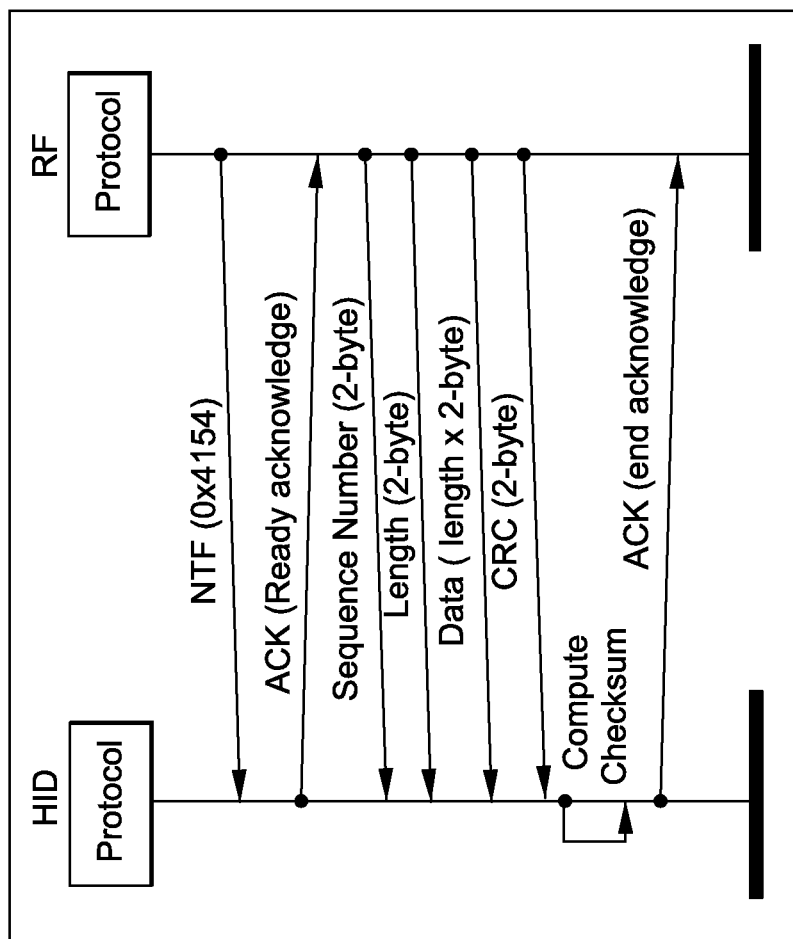 HID
RF
Protocol
Protocol
NTF (0x4154)
ACK (Ready acknowledge)
Sequence Number (2-byte)
Length (2-byte)
Data ( length x 2-byte)
CRC (2-byte)
Compute
Checksum
ACK (end acknowledge)